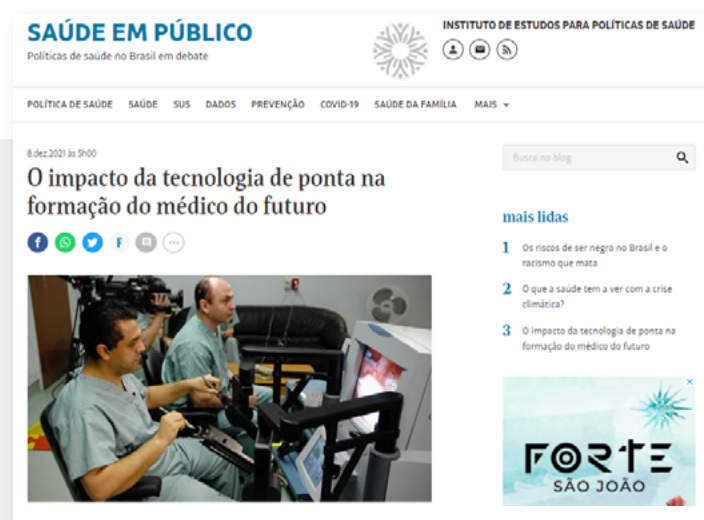 SAÚDE EM PÚBLICO
Políticas de saúde no Brasil em debate
INSTITUTO DE ESTUDOS PARA POLÍTICAS DE SAÚDE
POLÍTICA DE SAÚDE SAÚDE SUS DADOS PREVENÇÃO COVID-19 SAÚDE DA FAMÍLIA MAIS
8.dez.2021 às 5h00
O impacto da tecnologia de ponta na
formação do médico do futuro
f F
Busca no blog
mais lidas
1 Os riscos de ser negro no Brasil e o
racismo que mata
2 O que a saúde tem a ver com a crise
climática?
3 O impacto da tecnologia de ponta na
formação do médico do futuro
FORTE
SÃO JOÃO